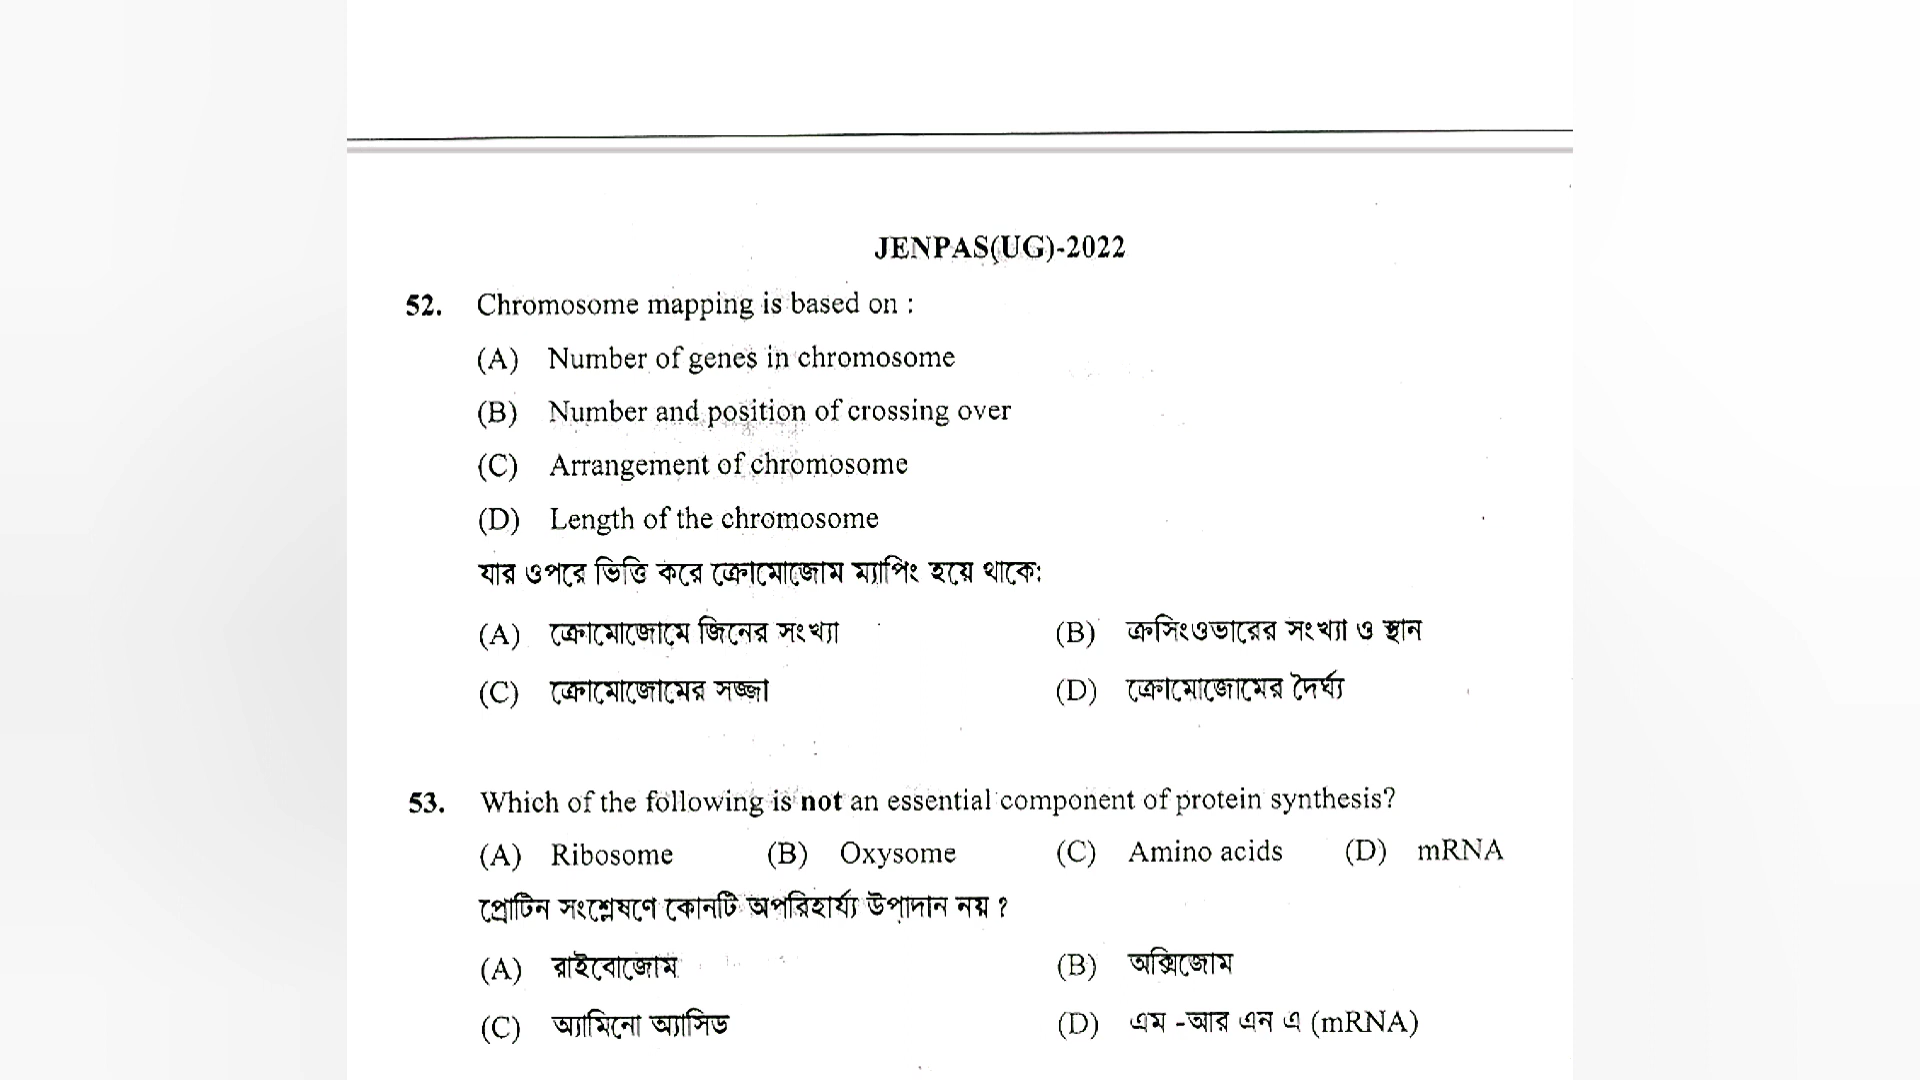 JENPAS(UG)-2022
52. Chromosome mapping is based on :
(A) Number of genes in chromosome
(B) Number and position of crossing over
(C) Arrangement of chromosome
(D) Length of the chromosome
যার ওপরে ভিত্তি করে ক্রোমোজোম ম্যাপিং হয়ে থাকে:
(A) ক্রোমোজোমে জিনের সংখ্যা (B) ক্রসিংওভারের সংখ্যা ও স্থান
(C) ক্রোমোজোমের সজ্জা (D) ক্রোমোজোমের দৈর্ঘ্য
53. Which of the following is not an essential component of protein synthesis?
(A) Ribosome (B) Oxysome (C) Amino acids (D) mRNA
প্রোটিন সংশ্লেষণে কোনটি অপরিহার্য্য উপাদান নয় ?
(A) রাইবোজোম (B) অক্সিজোম
(C) অ্যামিনো অ্যাসিড (D) এম -আর এন এ (mRNA)